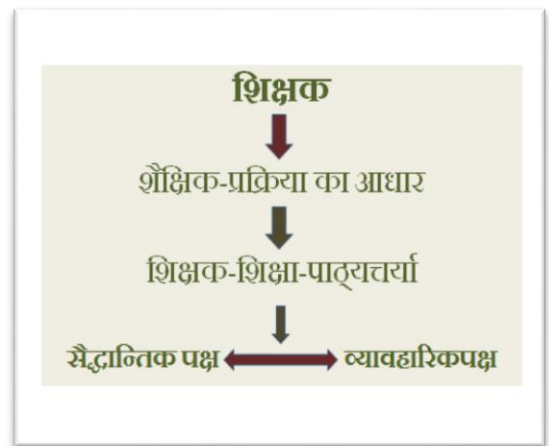 शिक्षक
शैक्षिक-प्रक्रिया का आधार
शिक्षक-शिक्षा-पाठ्यचर्या
सैद्धान्तिक पक्ष व्यावहारिकपक्ष